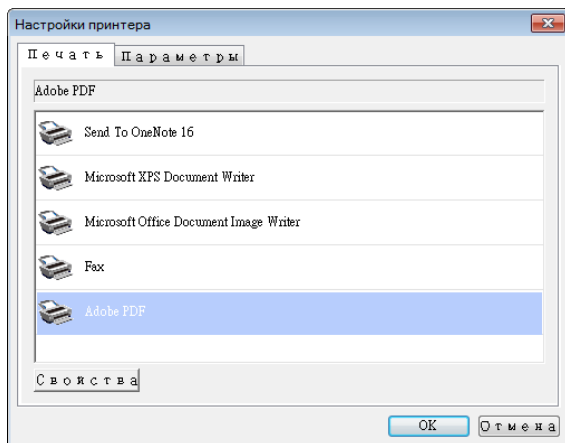 Настройки принтера
Печать Параметры
Adobe PDF
Send To OneNote 16
Microsoft XPS Document Writer
Microsoft Office Document Image Writer
Fax
Adobe PDF
Свойства
OK Отмена